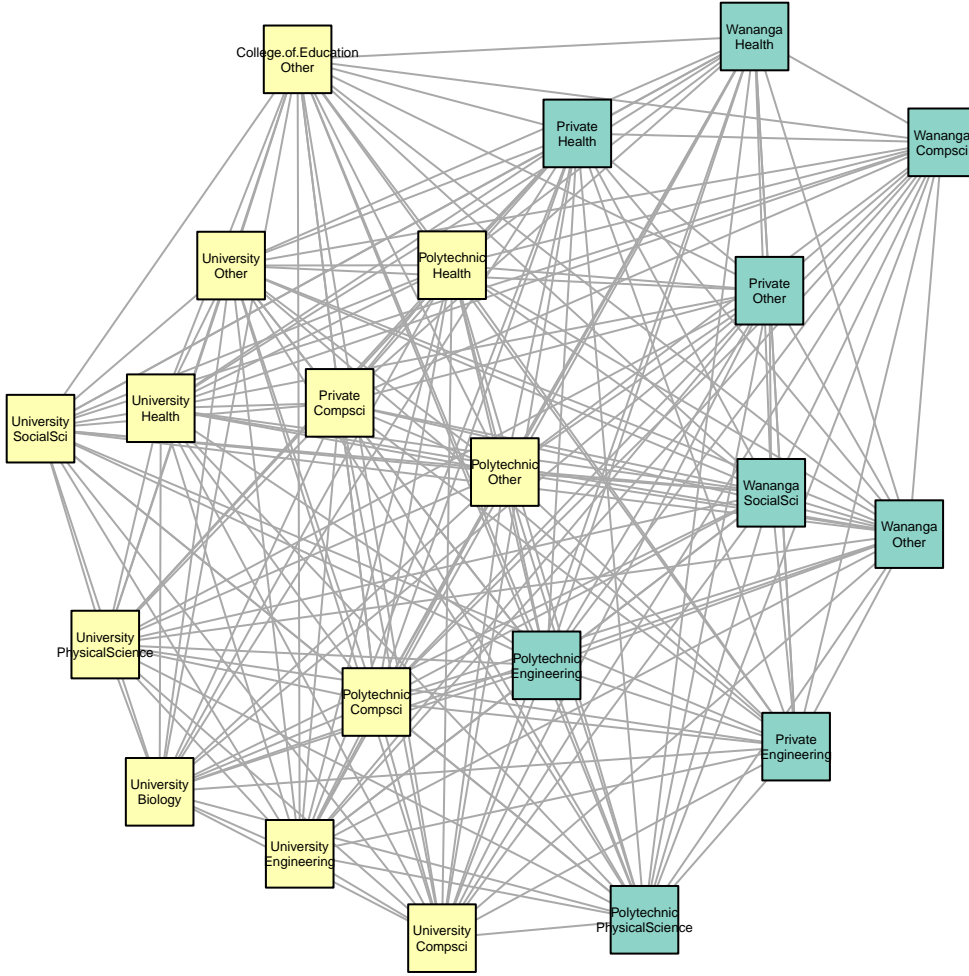 Wananga
Health
College.of.Education
Other
Private
Health
Wananga
Compsci
University
Other
Polytechnic
Health
Private
Other
University
SocialSci
University
Health
Private
Compsci
Polytechnic
Other
Wananga
SocialSci
Wananga
Other
University
PhysicalScience
Polytechnic
Engineering
Polytechnic
Compsci
Private
Engineering
University
Biology
University
Engineering
University
Compsci
Polytechnic
PhysicalScience